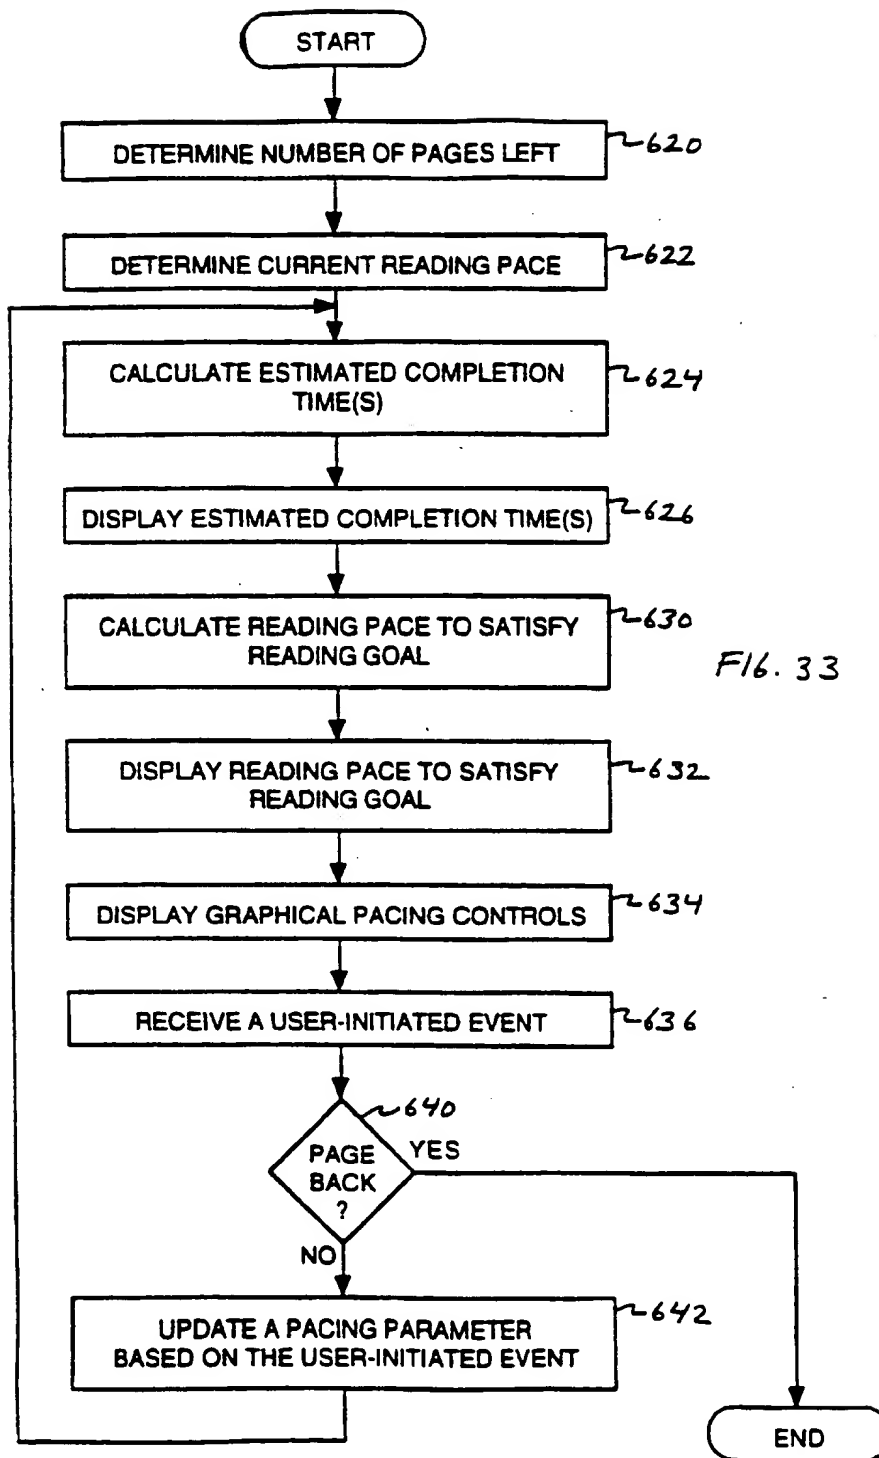 START
DETERMINE NUMBER OF PAGES LEFT
620
DETERMINE CURRENT READING PACE
622
CALCULATE ESTIMATED COMPLETION
TIME(S)
624
DISPLAY ESTIMATED COMPLETION TIME(S)
626
CALCULATE READING PACE TO SATISFY
READING GOAL
630
FIG. 33
DISPLAY READING PACE TO SATISFY
READING GOAL
632
DISPLAY GRAPHICAL PACING CONTROLS
634
RECEIVE A USER-INITIATED EVENT
636
640
PAGE
BACK
?
YES
NO
UPDATE A PACING PARAMETER
BASED ON THE USER-INITIATED EVENT
642
END